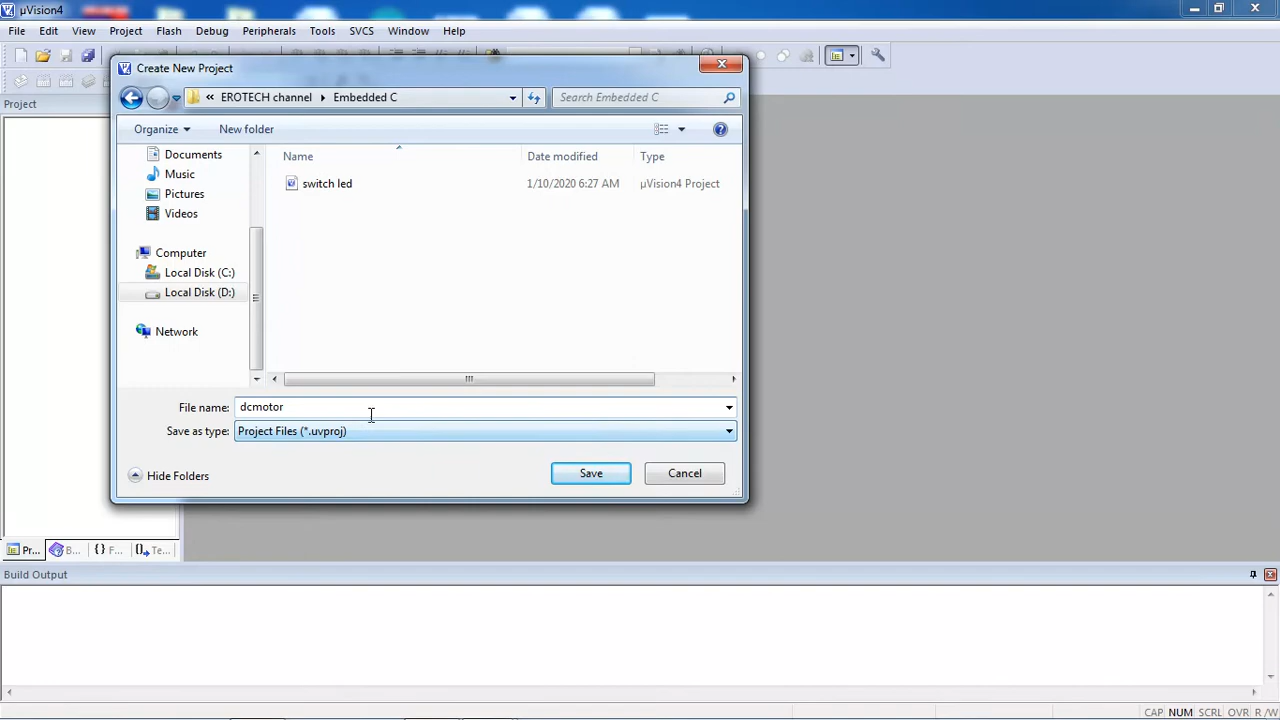 µVision4
File Edit View Project Flash Debug Peripherals Tools SVCS Window Help
Create New Project
Project
« EROTECH channel Embedded C
Search Embedded C
Organize New folder
Name Date modified Type
switch led 1/10/2020 6:27 AM µVision4 Project
Documents
Music
Pictures
Videos
Computer
Local Disk (C:)
Local Disk (D:)
Network
File name: dcmotor
Save as type: Project Files (*.uvproj)
Hide Folders
Save Cancel
Pr... B... {} F... Te...
Build Output
CAP NUM SCRL OVR R/W